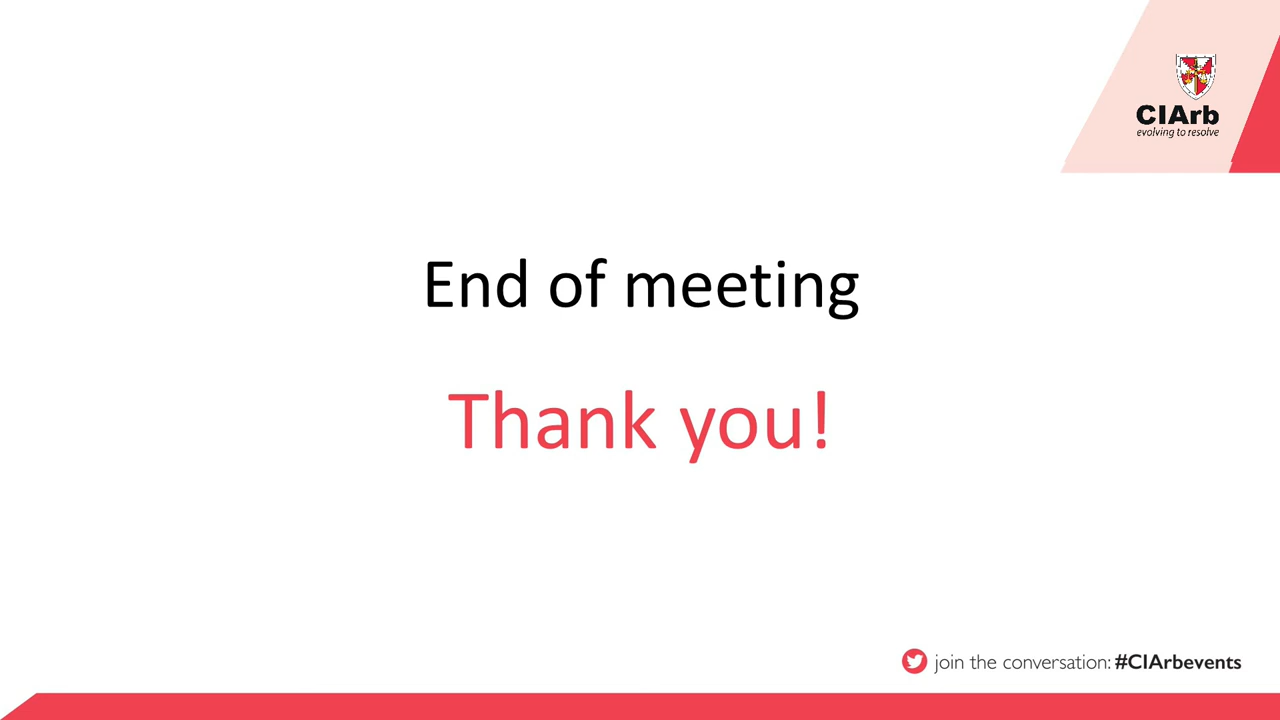 CIArb
evolving to resolve
End of meeting
Thank you!
join the conversation: #CIArbevents